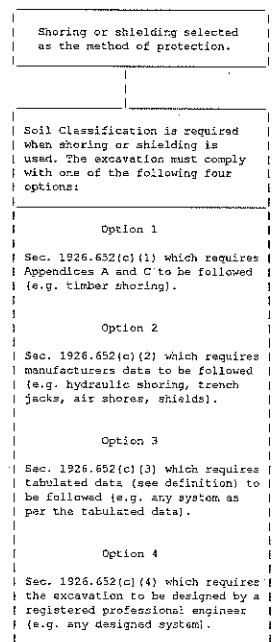 Shoring or shielding selected
as the method of protection.
Soil Classification is required
when shoring or shielding is
used. The excavation must comply
with one of the following four
options:
Option 1
Sec. 1926.652(c)(1) which requires
Appendices A and C to be followed
(e.g. timber shoring).
Option 2
Sec. 1926.652(c)(2) which requires
manufacturers data to be followed
(e.g. hydraulic shoring, trench
jacks, air shores, shields).
Option 3
Sec. 1926.652(c)(3) which requires
tabulated data (see definition) to
be followed (e.g. any system as
per the tabulated data).
Option 4
Sec. 1926.652(c)(4) which requires
the excavation to be designed by a
registered professional engineer
(e.g. any designed system).